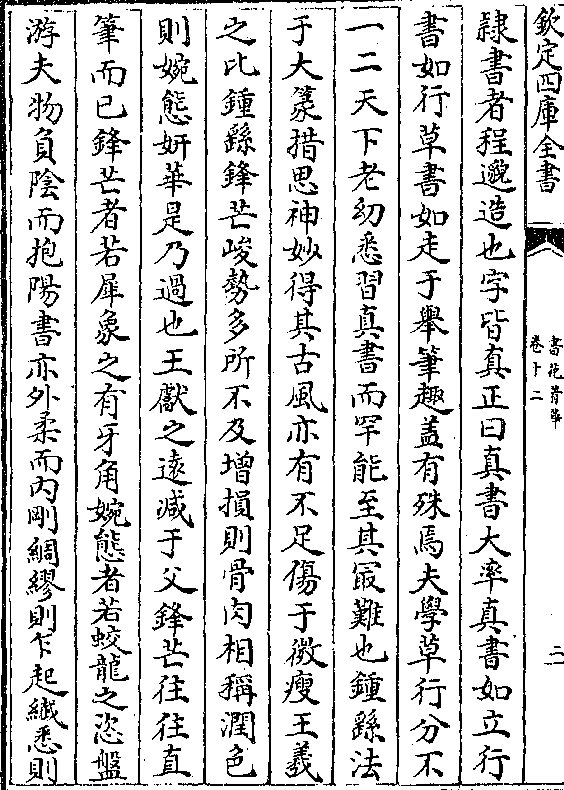 欽定四庫全書
書苑菁華
卷十二
二
隷書者程邈造也字皆真正曰真書大率真書如立行
書如行草書如走于舉筆趣盖有殊焉夫學草行分不
一二天下老幼悉習真書而罕能至其冣難也鍾繇法
于大篆措思神妙得其古風亦有不足傷于微瘦王羲
之比鍾繇鋒芒峻勢多所不及增損則骨肉相稱潤色
則婉態妍華是乃過也王獻之逺減于父鋒芒往往直
筆而已鋒芒者若犀象之有牙角婉態者若蛟龍之恣盤
游夫物負陰而抱陽書亦外柔而内剛綢繆則乍起纎悉則